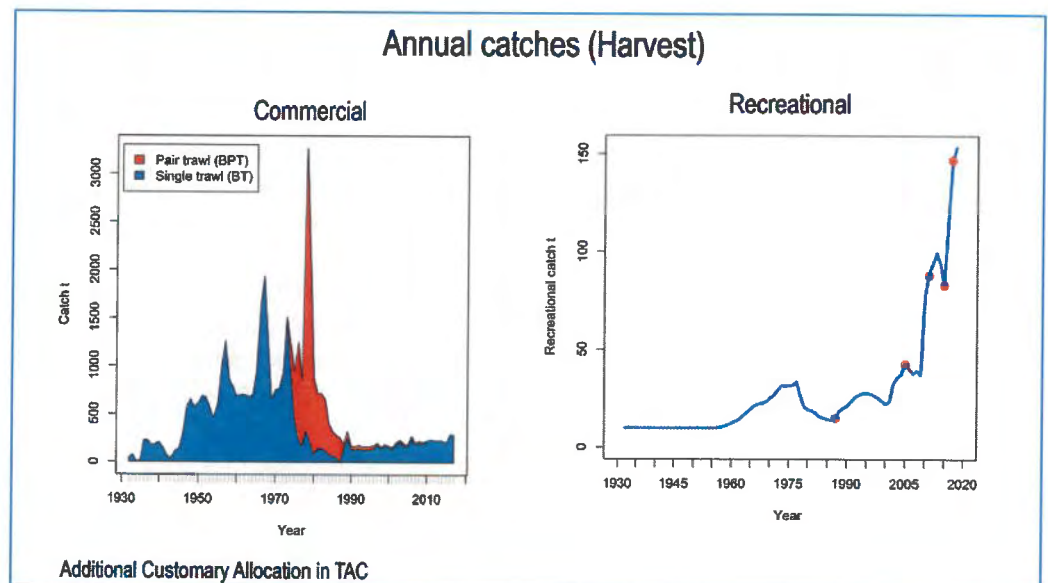 Annual catches (Harvest)
Commercial
Recreational
Pair trawl (BPT)
Single trawl (BT)
Catch t
0
500
1000
1500
2000
2500
3000
1930
1950
1970
1990
2010
Year
Recreational catch t
0
50
100
150
1930
1945
1960
1975
1990
2005
2020
Year
Additional Customary Allocation in TAC